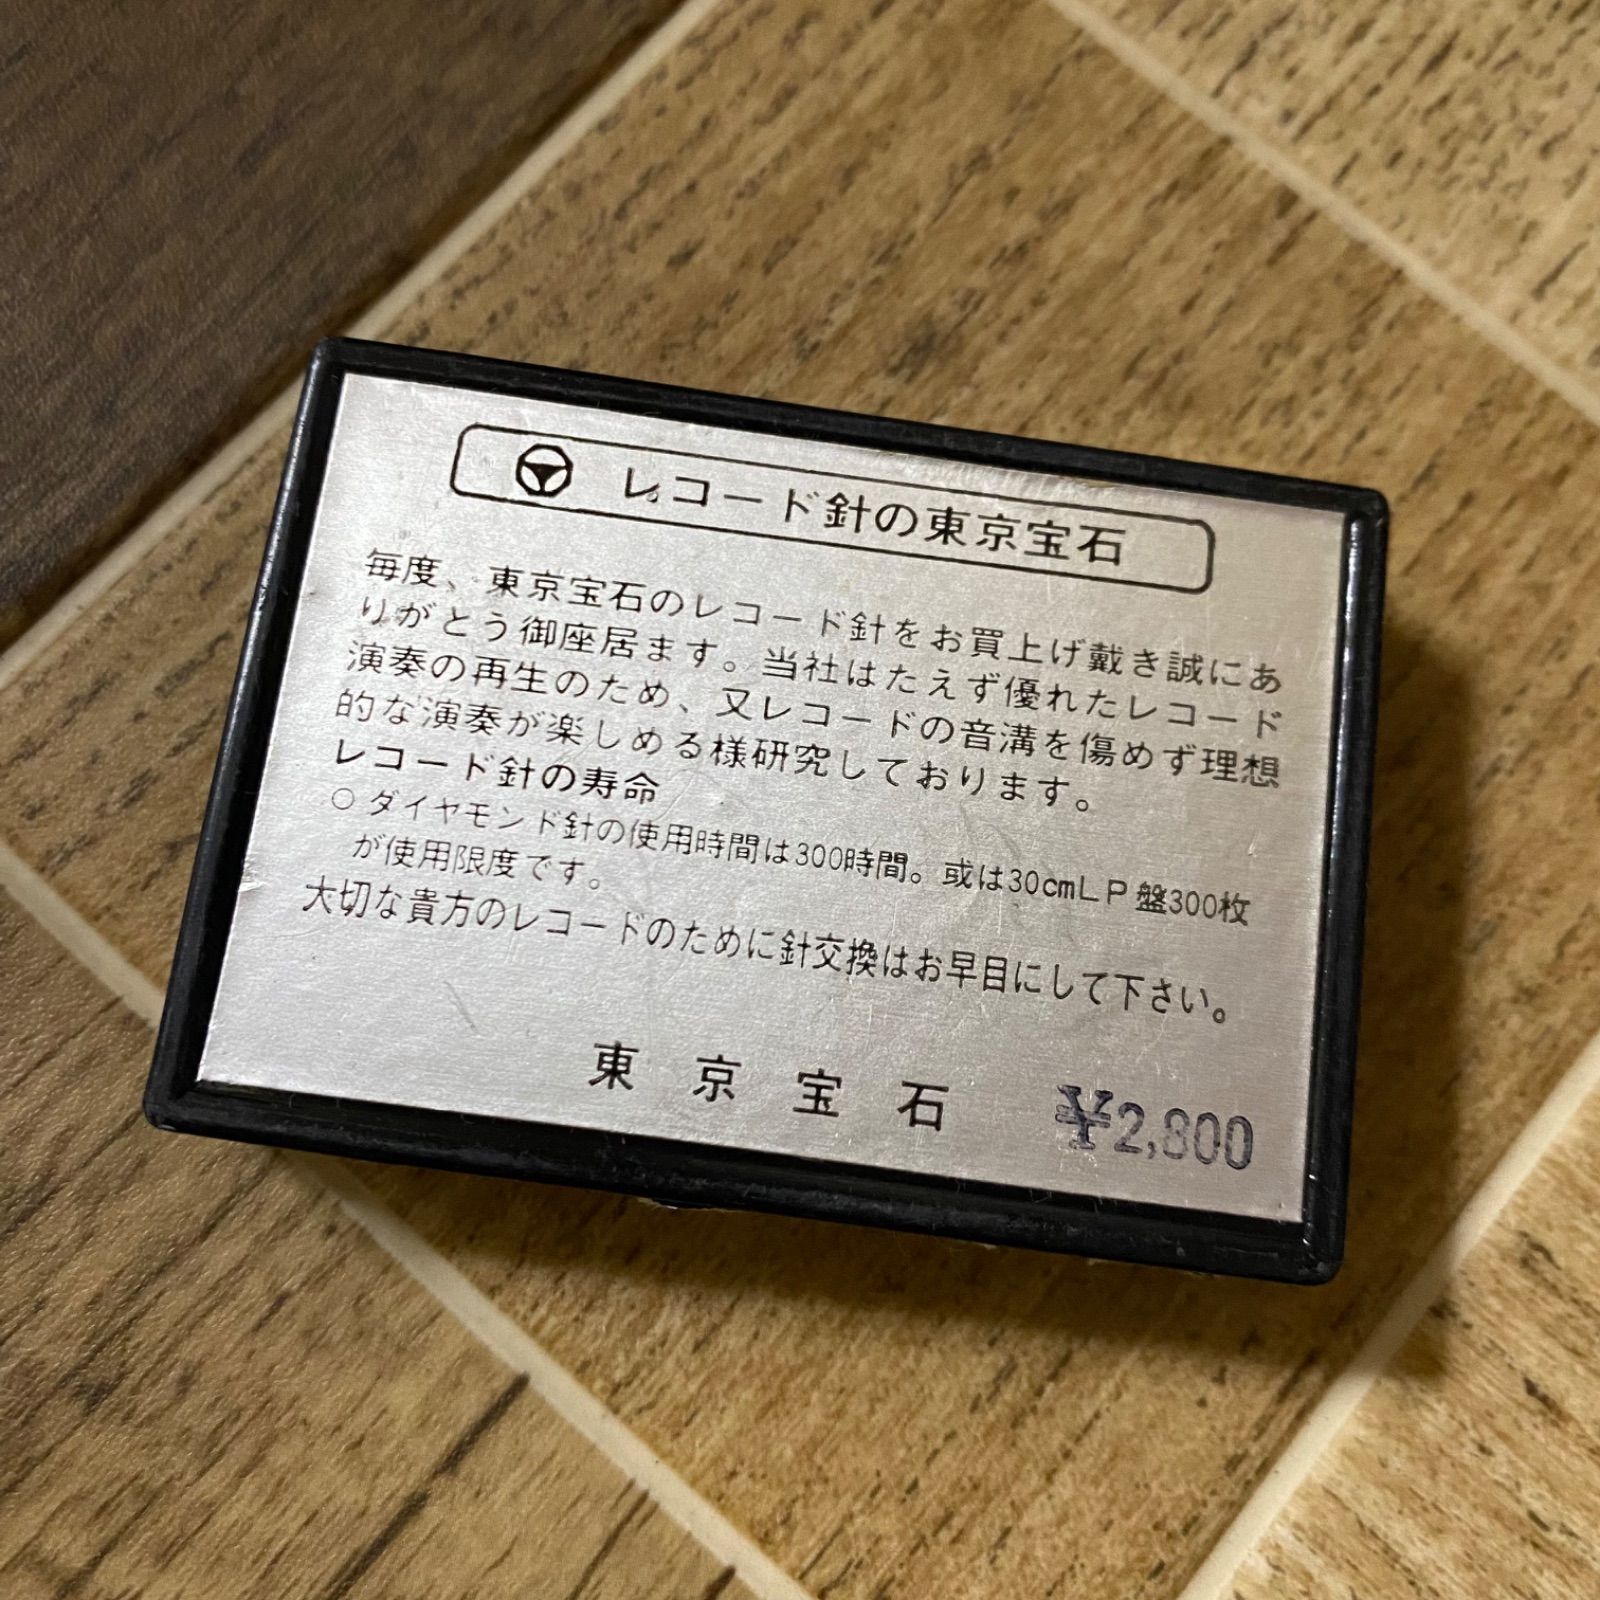 レコード針の東京宝石
毎度、東京宝石のレコード針をお買上げ戴き誠にあ
りがとう御座居ます。当社はたえず優れたレコード
演奏の再生のため、又レコードの音溝を傷めず理想
的な演奏が楽しめる様研究しております。
レコード針の寿命
○ ダイヤモンド針の使用時間は300時間。或は30cmLP盤300枚
が使用限度です。
大切な貴方のレコードのために針交換はお早目にして下さい。
東京宝石
¥2,800